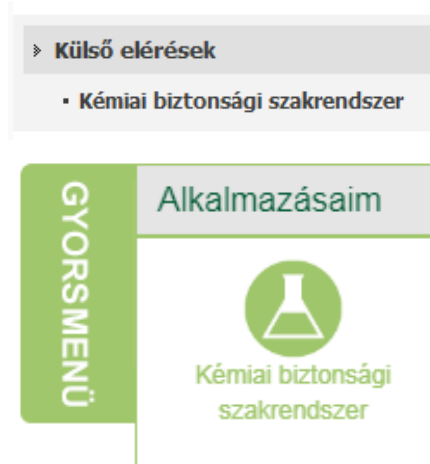 Külső elérések
Kémiai biztonsági szakrendszer
GYORSMENÜ
Alkalmazásaim
Kémiai biztonsági
szakrendszer